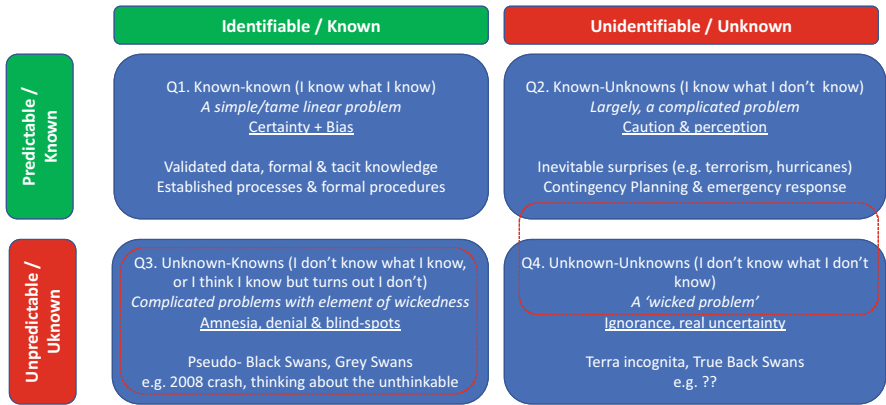 Identifiable / Known
Unidentifiable / Unknown
Predictable /
Known
Q1. Known-known (I know what I know)
A simple/tame linear problem
Certainty + Bias
Validated data, formal & tacit knowledge
Established processes & formal procedures
Q2. Known-Unknowns (I know what I don't know)
Largely, a complicated problem
Caution & perception
Inevitable surprises (e.g. terrorism, hurricanes)
Contingency Planning & emergency response
Unpredictable /
Uknown
Q3. Unknown-Knowns (I don't know what I know,
or I think I know but turns out I don't)
Complicated problems with element of wickedness
Amnesia, denial & blind-spots
Pseudo- Black Swans, Grey Swans
e.g. 2008 crash, thinking about the unthinkable
Q4. Unknown-Unknowns (I don't know what I don't
know)
A 'wicked problem'
Ignorance, real uncertainty
Terra incognita, True Back Swans
e.g. ??